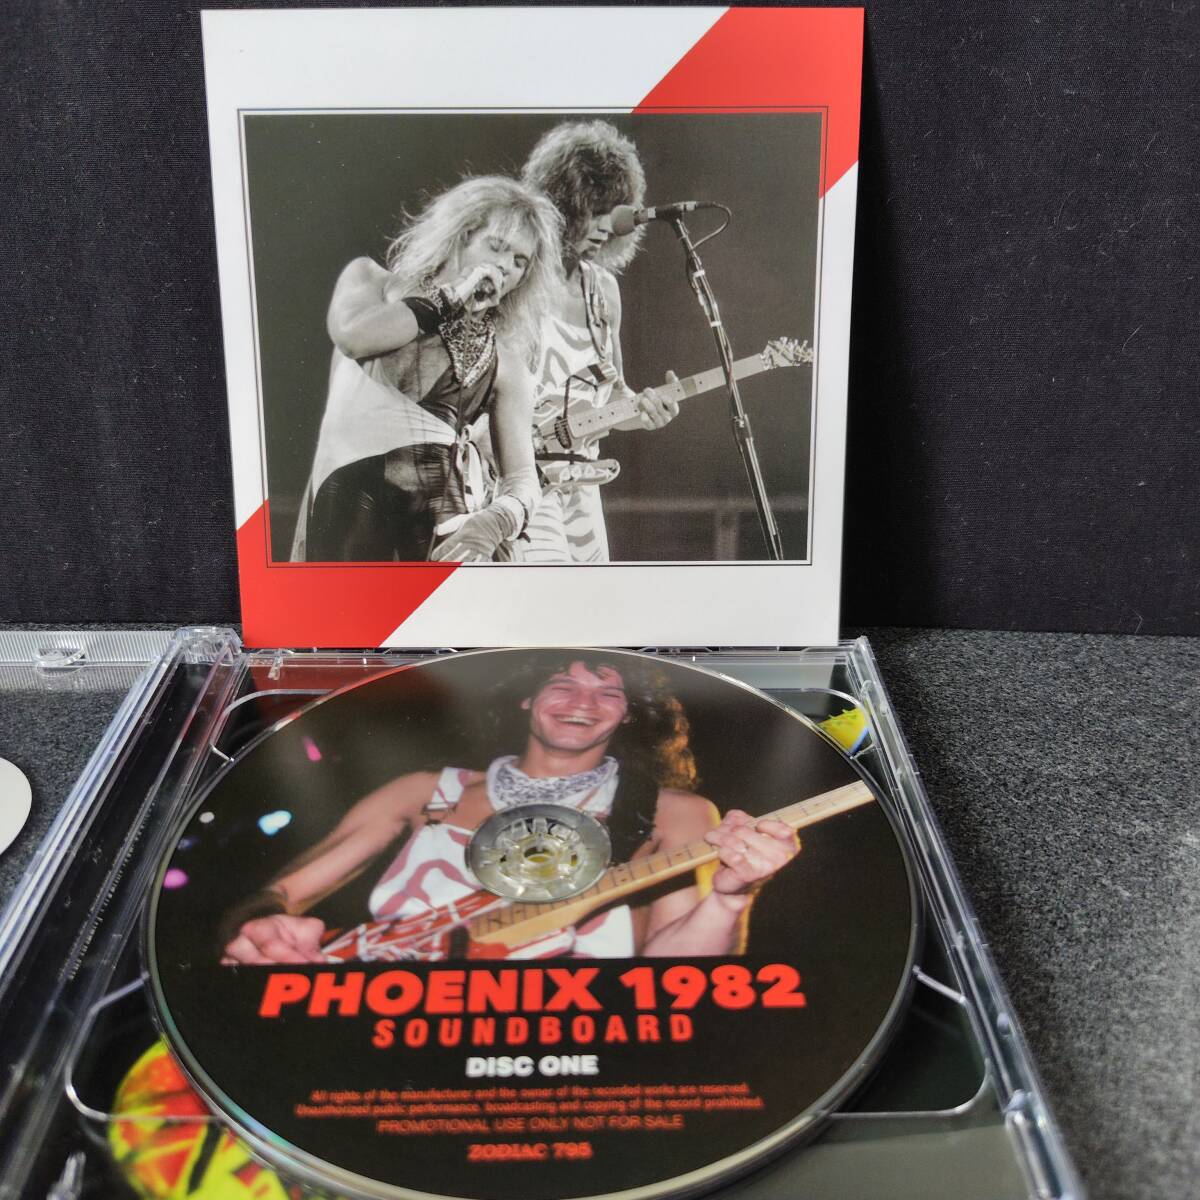 PHOENIX 1982
SOUNDBOARD
DISC ONE
All rights of the manufacturer and the owner of the recorded works are reserved.
Unauthorized public performance, broadcasting and copying of the record prohibited.
PROMOTIONAL USE ONLY NOT FOR SALE
ZODIAC 795